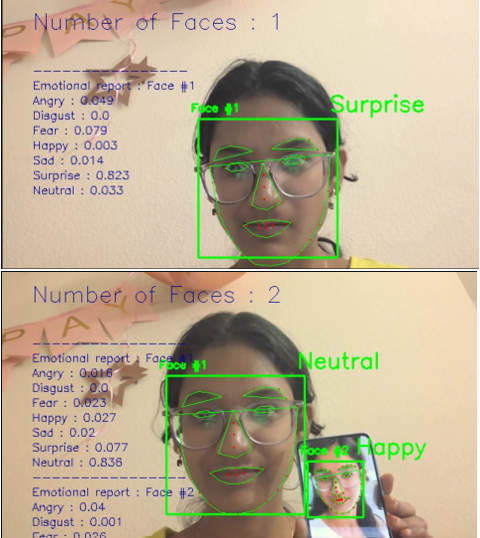 Number of Faces : 1
P A
-----------------
Emotional report : Face #1
Angry : 0.049
Disgust : 0.0
Fear : 0.079
Happy : 0.003
Sad : 0.014
Surprise : 0.823
Neutral : 0.033
Face #1
Surprise
Number of Faces : 2
D A Y
-----------------
Emotional report : Face #1
Angry : 0.016
Disgust : 0.0
Fear : 0.023
Happy : 0.027
Sad : 0.02
Surprise : 0.077
Neutral : 0.836
-----------------
Emotional report : Face #2
Angry : 0.04
Disgust : 0.001
Fear : 0.026
Face #1
Neutral
Face #2
Happy